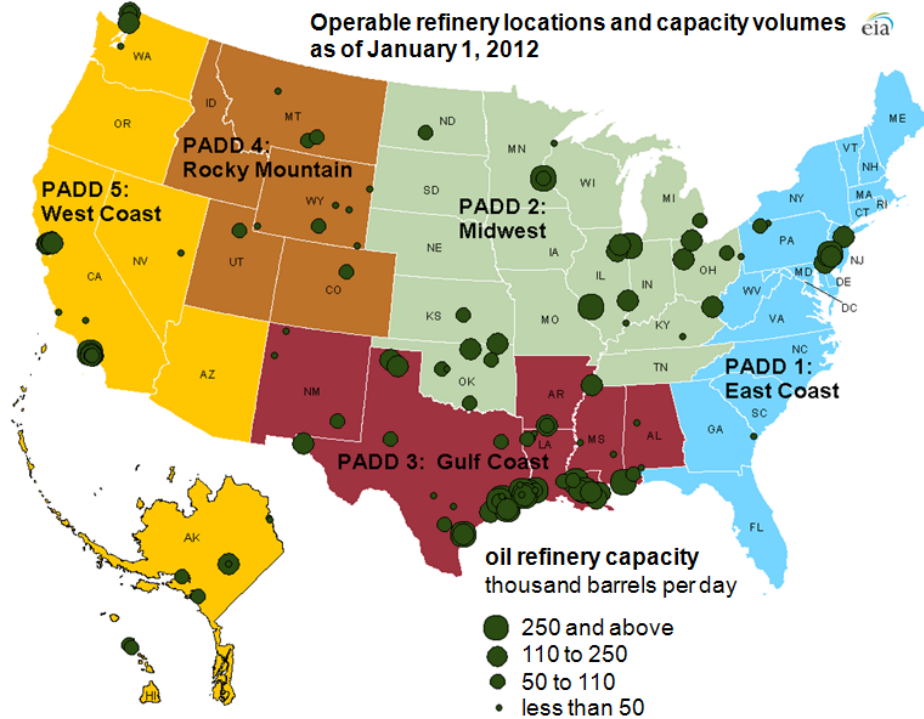 Operable refinery locations and capacity volumes
as of January 1, 2012
eia
WA
OR
ID
MT
ND
MN
WI
MI
ME
VT
NH
NY
MA
RI
CT
PADD 4:
Rocky Mountain
PADD 5:
West Coast
PADD 2:
Midwest
SD
WY
NE
IA
PA
NJ
OH
MD
DE
DC
NV
CA
UT
CO
IL
IN
WV
VA
KS
MO
KY
NC
TN
PADD 1:
East Coast
AZ
NM
OK
AR
SC
MS
AL
GA
LA
PADD 3: Gulf Coast
FL
AK
HI
oil refinery capacity
thousand barrels per day
250 and above
110 to 250
50 to 110
less than 50